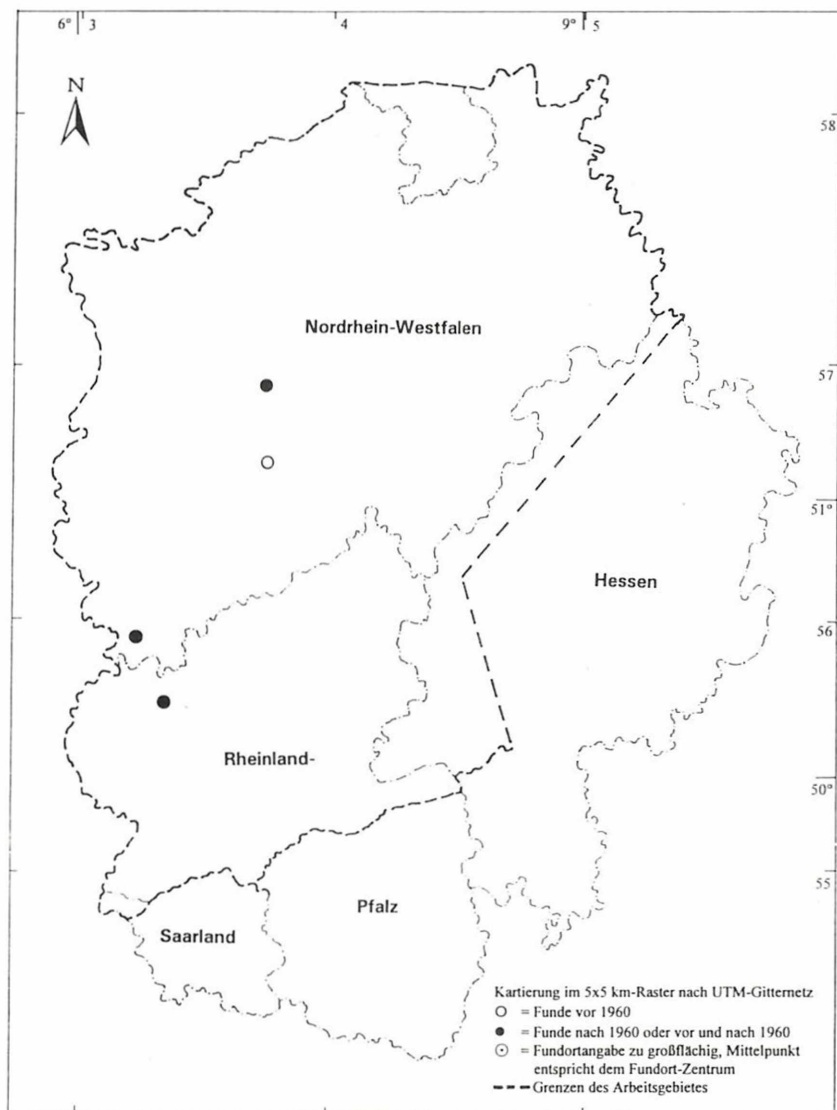 6° 3 4 9° 5
N
58
Nordrhein-Westfalen
57
51°
Hessen
56
Rheinland-
50°
55
Pfalz
Saarland
Kartierung im 5x5 km-Raster nach UTM-Gitternetz
= Funde vor 1960
= Funde nach 1960 oder vor und nach 1960
= Fundortangabe zu großflächig, Mittelpunkt
entspricht dem Fundort-Zentrum
Grenzen des Arbeitsgebietes